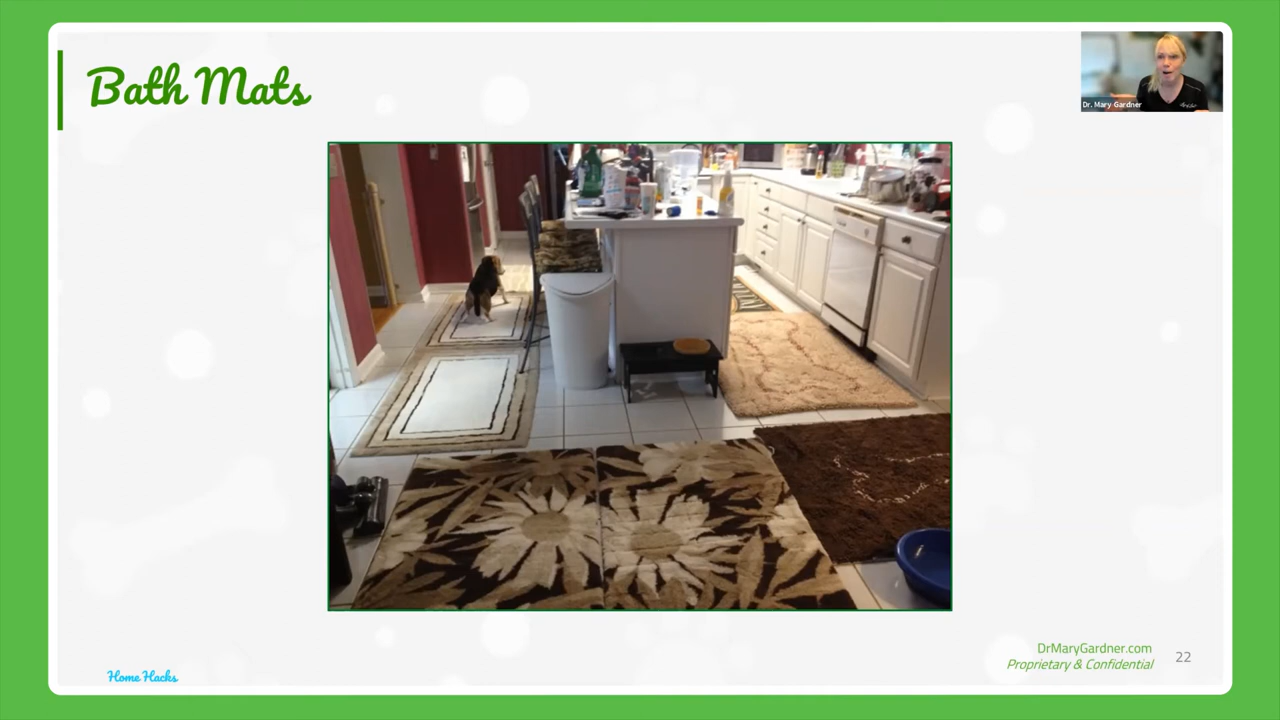 Bath Mats
Dr. Mary Gardner
DrMaryGardner.com
Proprietary & Confidential
22
Home Hacks